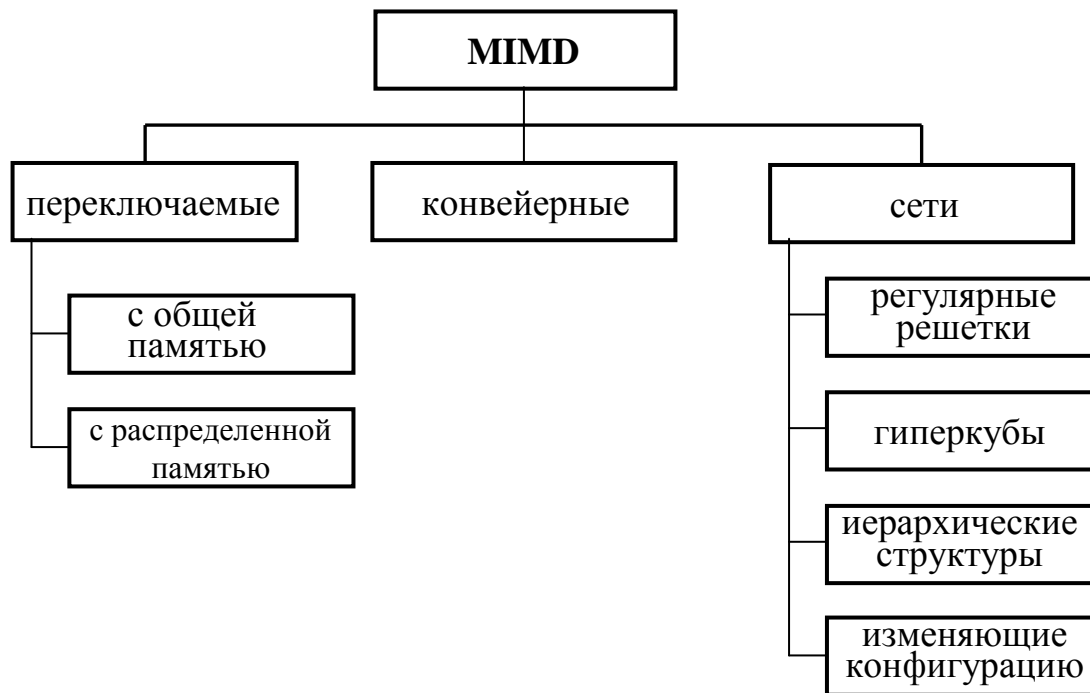 MIMD
переключаемые
конвейерные
сети
с общей
памятью
с распределенной
памятью
регулярные
решетки
гиперкубы
иерархические
структуры
изменяющие
конфигурацию